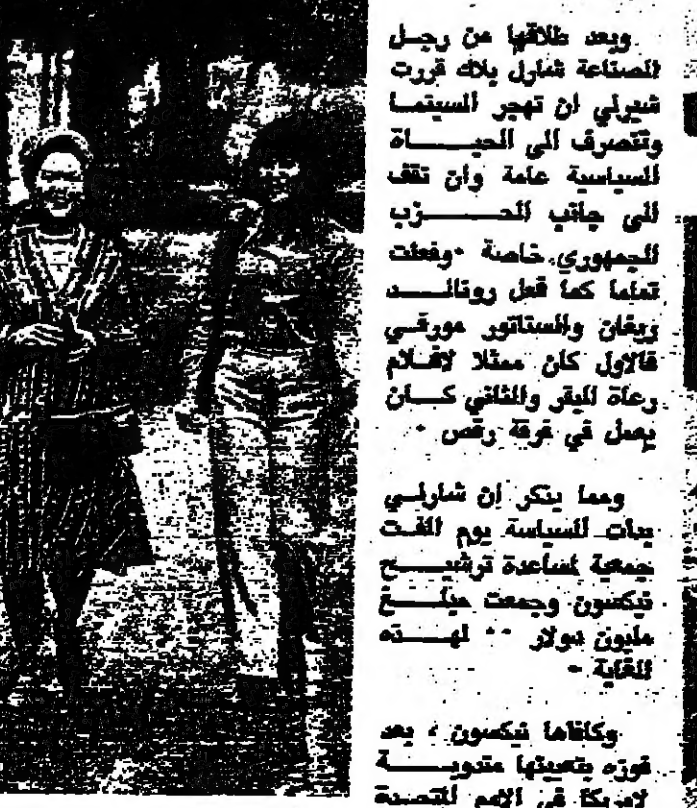 وبعد طلاقها من رجل
الصناعة شارل بلاك قررت
شيرلي ان تهجر السينما
وتنصرف الى الحياة
السياسية عامة وان تقف
الى جانب الحزب
الجمهوري خاصة • وفعلت
تماما كما فعل رونالد
ريغان والسناتور مورفي
فالاول كان ممثلا لافلام
رعاة البقر والثاني كان
يعمل في فرقة رقص •
ومما يذكر ان شارلي
بدات السياسة يوم الفت
جمعية لمساعدة ترشيح
نيكسون وجمعت مبلغ
مليون دولار •• لهذه
الغاية •
وكافاها نيكسون ، بعد
فوزه بتعيينها مندوبة
لامريكا في الامم المتحدة